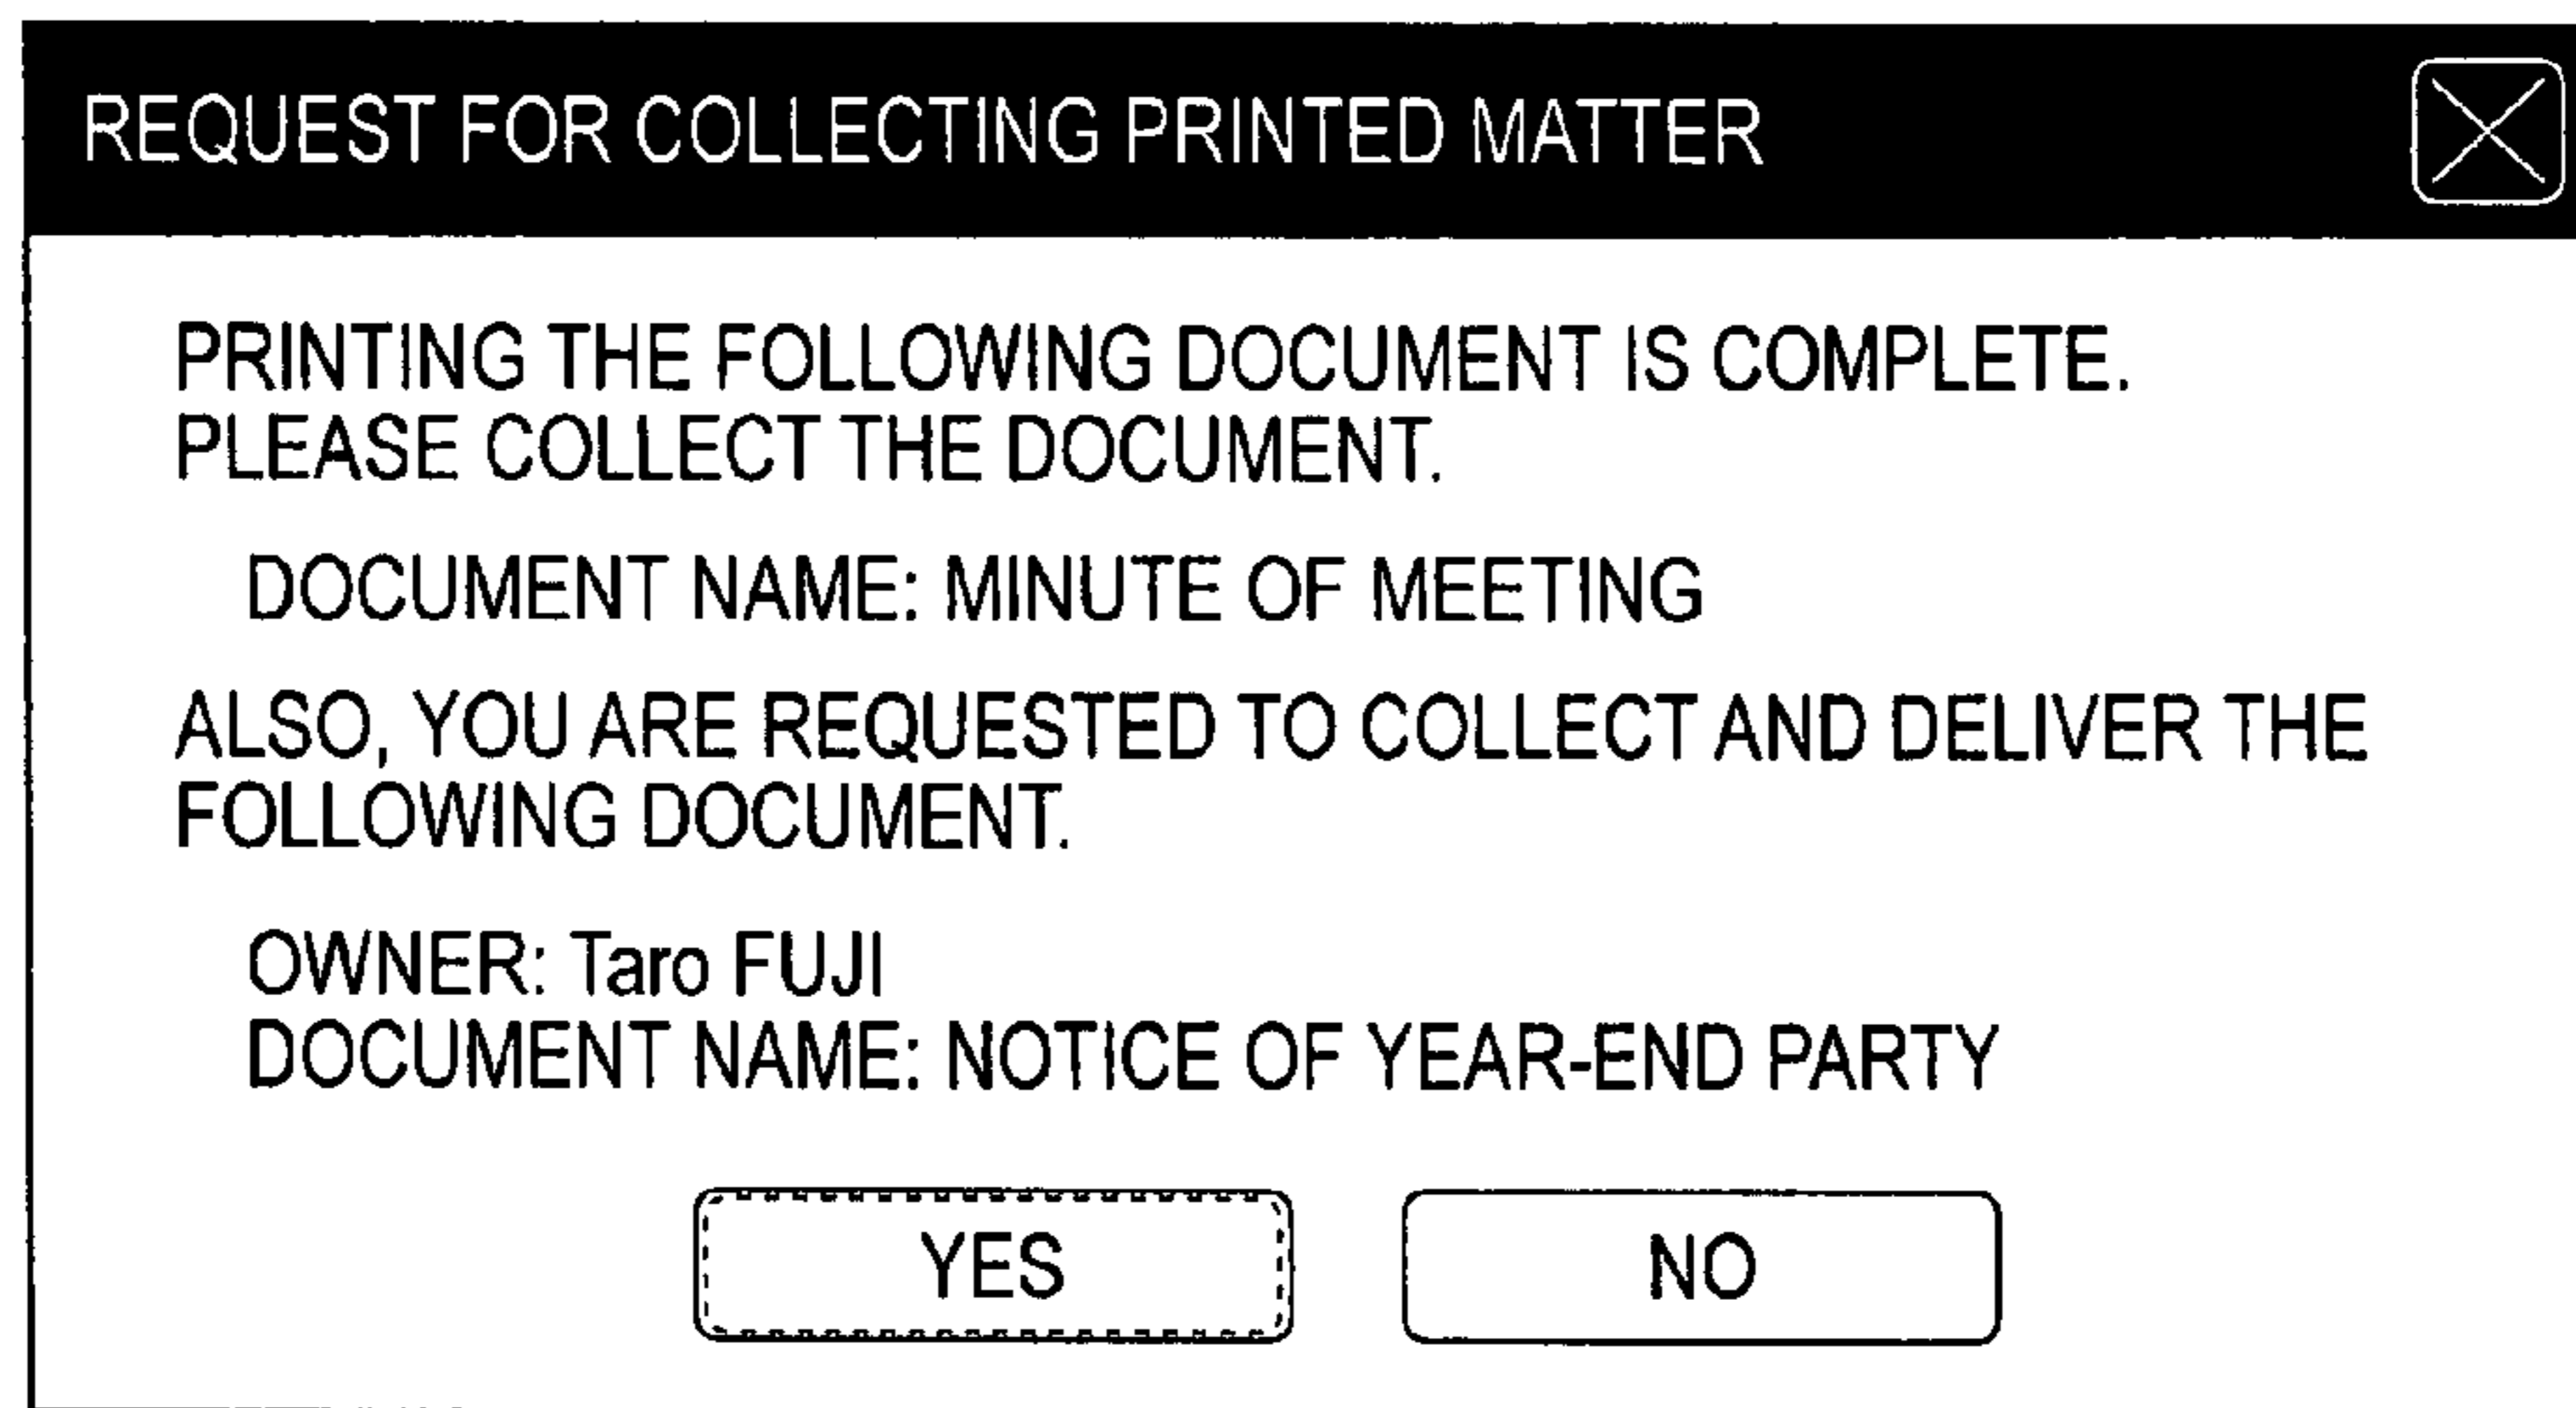 REQUEST FOR COLLECTING PRINTED MATTER
PRINTING THE FOLLOWING DOCUMENT IS COMPLETE.
PLEASE COLLECT THE DOCUMENT.
DOCUMENT NAME: MINUTE OF MEETING
ALSO, YOU ARE REQUESTED TO COLLECT AND DELIVER THE
FOLLOWING DOCUMENT.
OWNER: Taro FUJI
DOCUMENT NAME: NOTICE OF YEAR-END PARTY
YES NO